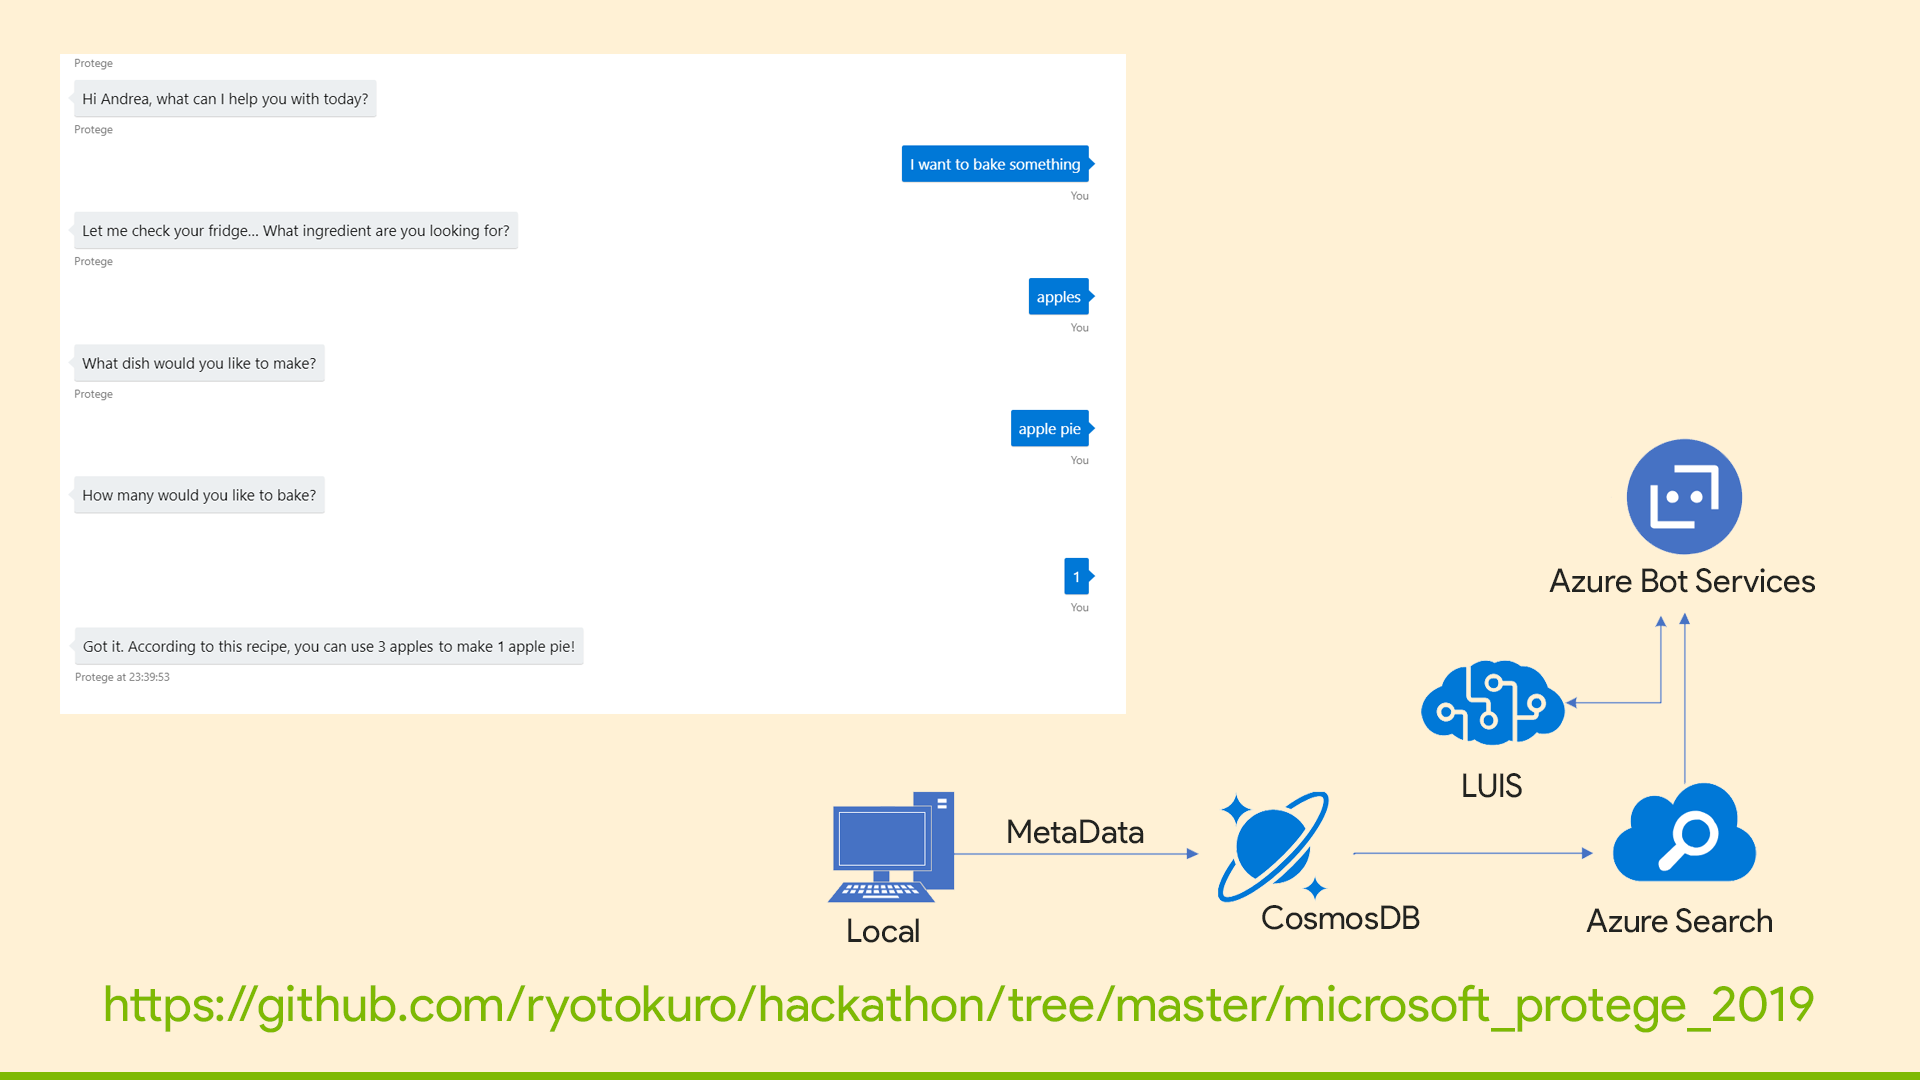 Protege
Hi Andrea, what can I help you with today?
Protege
I want to bake something
You
Let me check your fridge... What ingredient are you looking for?
Protege
apples
You
What dish would you like to make?
Protege
apple pie
You
How many would you like to bake?
1
You
Got it. According to this recipe, you can use 3 apples to make 1 apple pie!
Protege at 23:39:53
Azure Bot Services
LUIS
MetaData
Local
CosmosDB
Azure Search
https://github.com/ryotokuro/hackathon/tree/master/microsoft_protege_2019